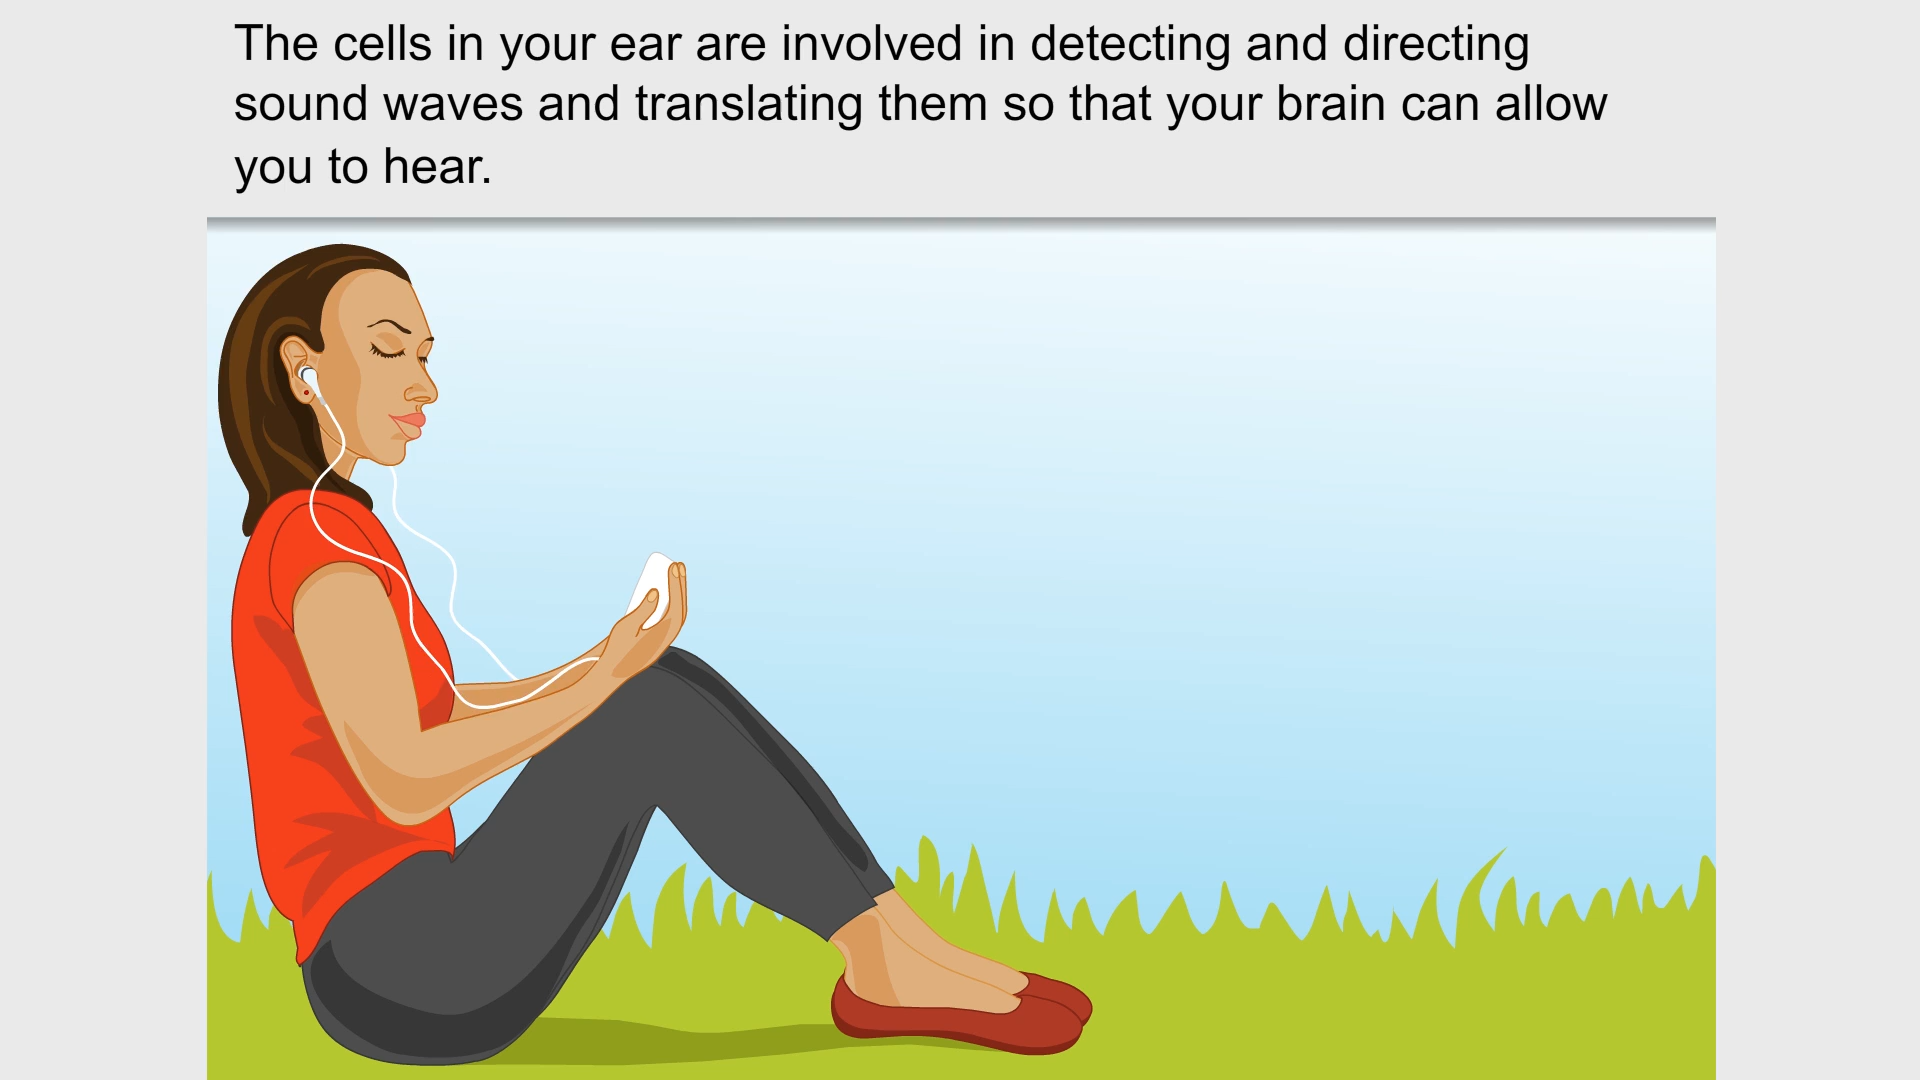 The cells in your ear are involved in detecting and directing
sound waves and translating them so that your brain can allow
you to hear.